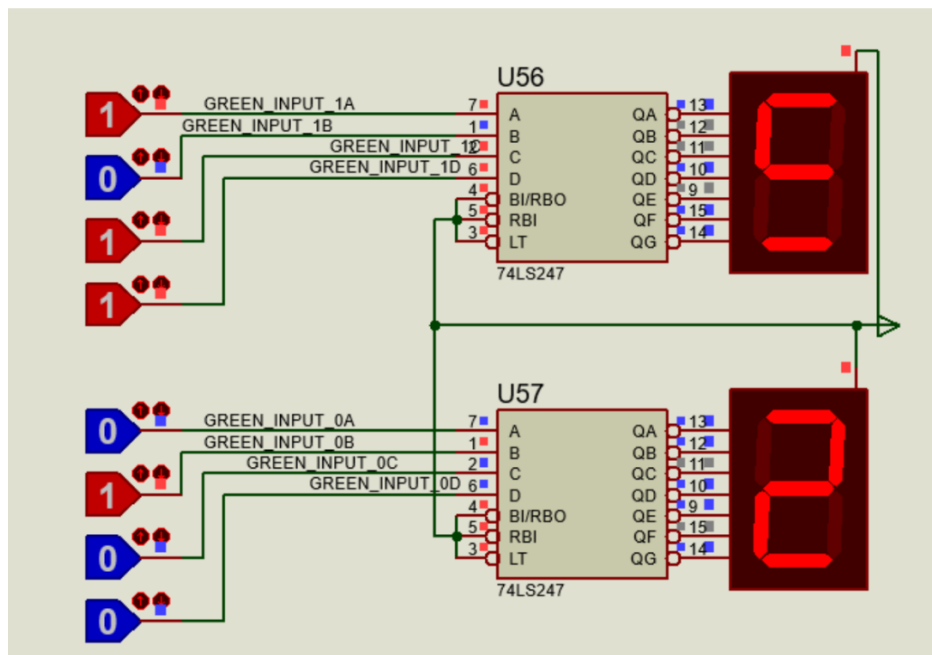 U56
1
GREEN_INPUT_1A
7
A
QA
13
GREEN_INPUT_1B
1
B
QB
12
0
GREEN_INPUT_1C
2
C
QC
11
GREEN_INPUT_1D
6
D
QD
10
4
BI/RBO
QE
9
1
5
RBI
QF
15
3
LT
QG
14
74LS247
1
U57
0
GREEN_INPUT_0A
7
A
QA
13
GREEN_INPUT_0B
1
B
QB
12
GREEN_INPUT_0C
2
C
QC
11
1
GREEN_INPUT_0D
6
D
QD
10
4
BI/RBO
QE
9
5
RBI
QF
15
0
3
LT
QG
14
74LS247
0
2